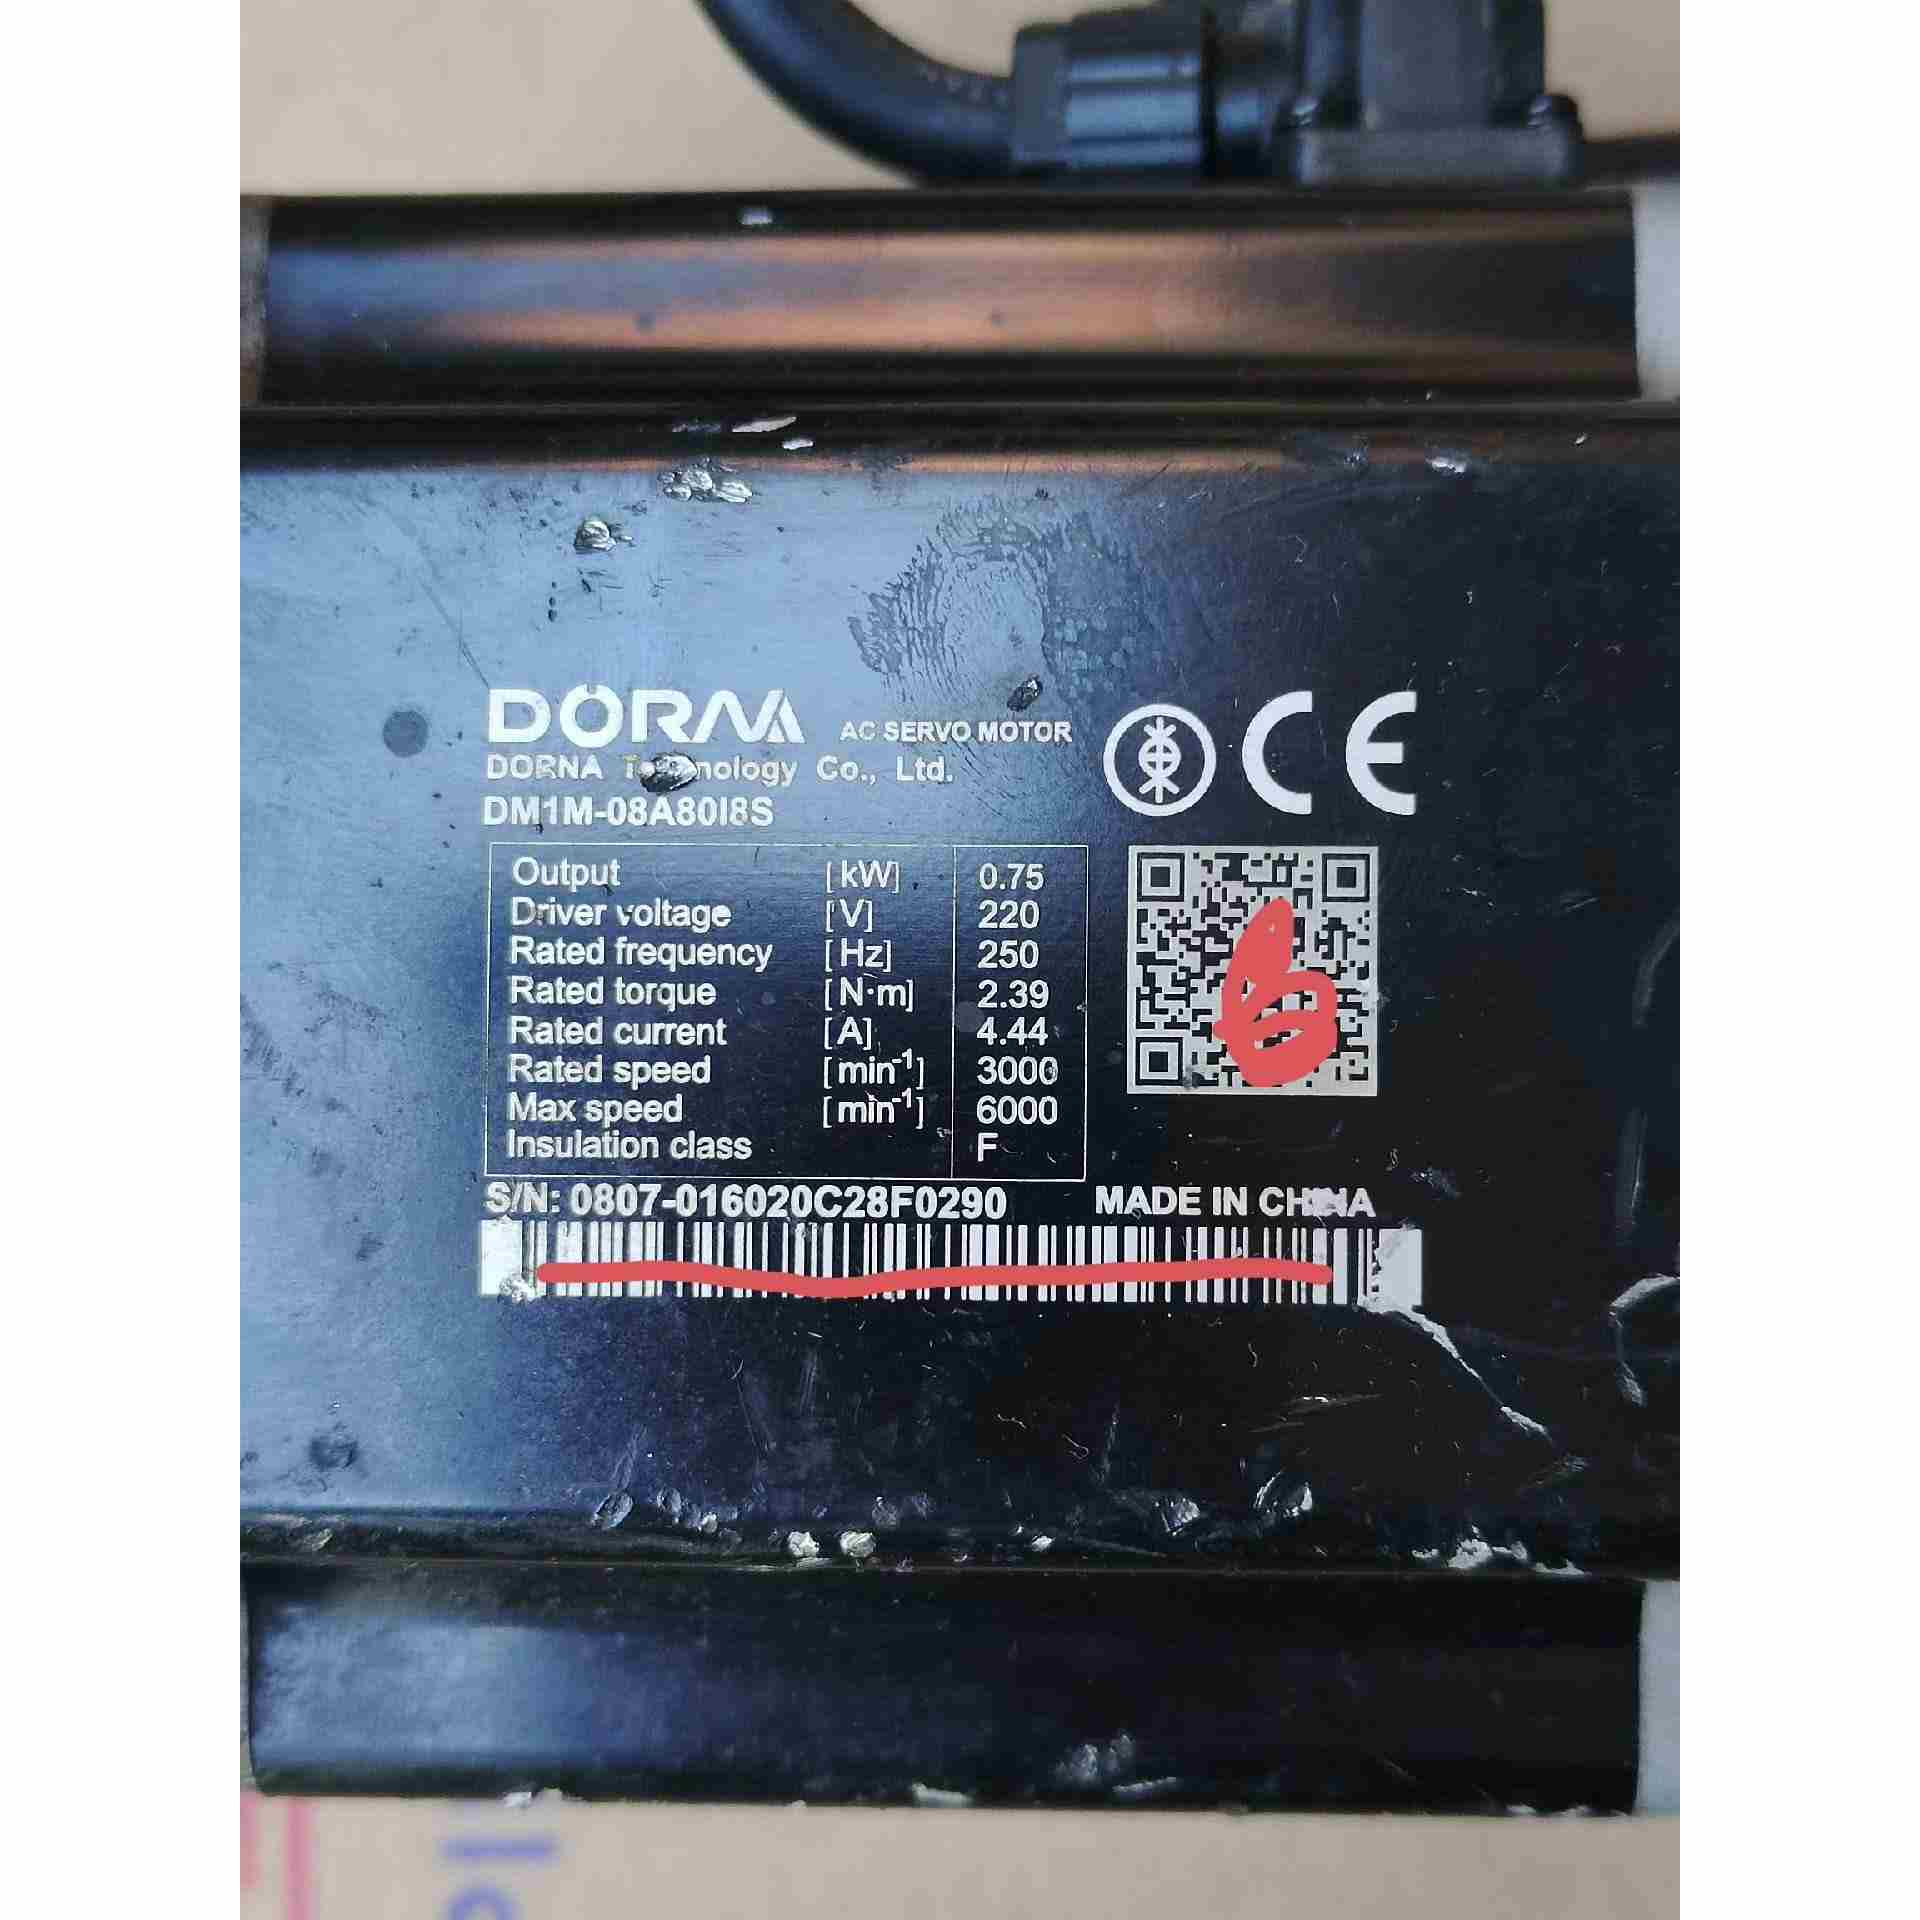 DORNA AC SERVO MOTOR
DORNA Technology Co., Ltd.
DM1M-08A80I8S
CE
Output [kW] 0.75
Driver voltage [V] 220
Rated frequency [Hz] 250
Rated torque [N·m] 2.39
Rated current [A] 4.44
Rated speed [min⁻¹] 3000
Max speed [min⁻¹] 6000
Insulation class F
S/N: 0807-016020C28F0290 MADE IN CHINA